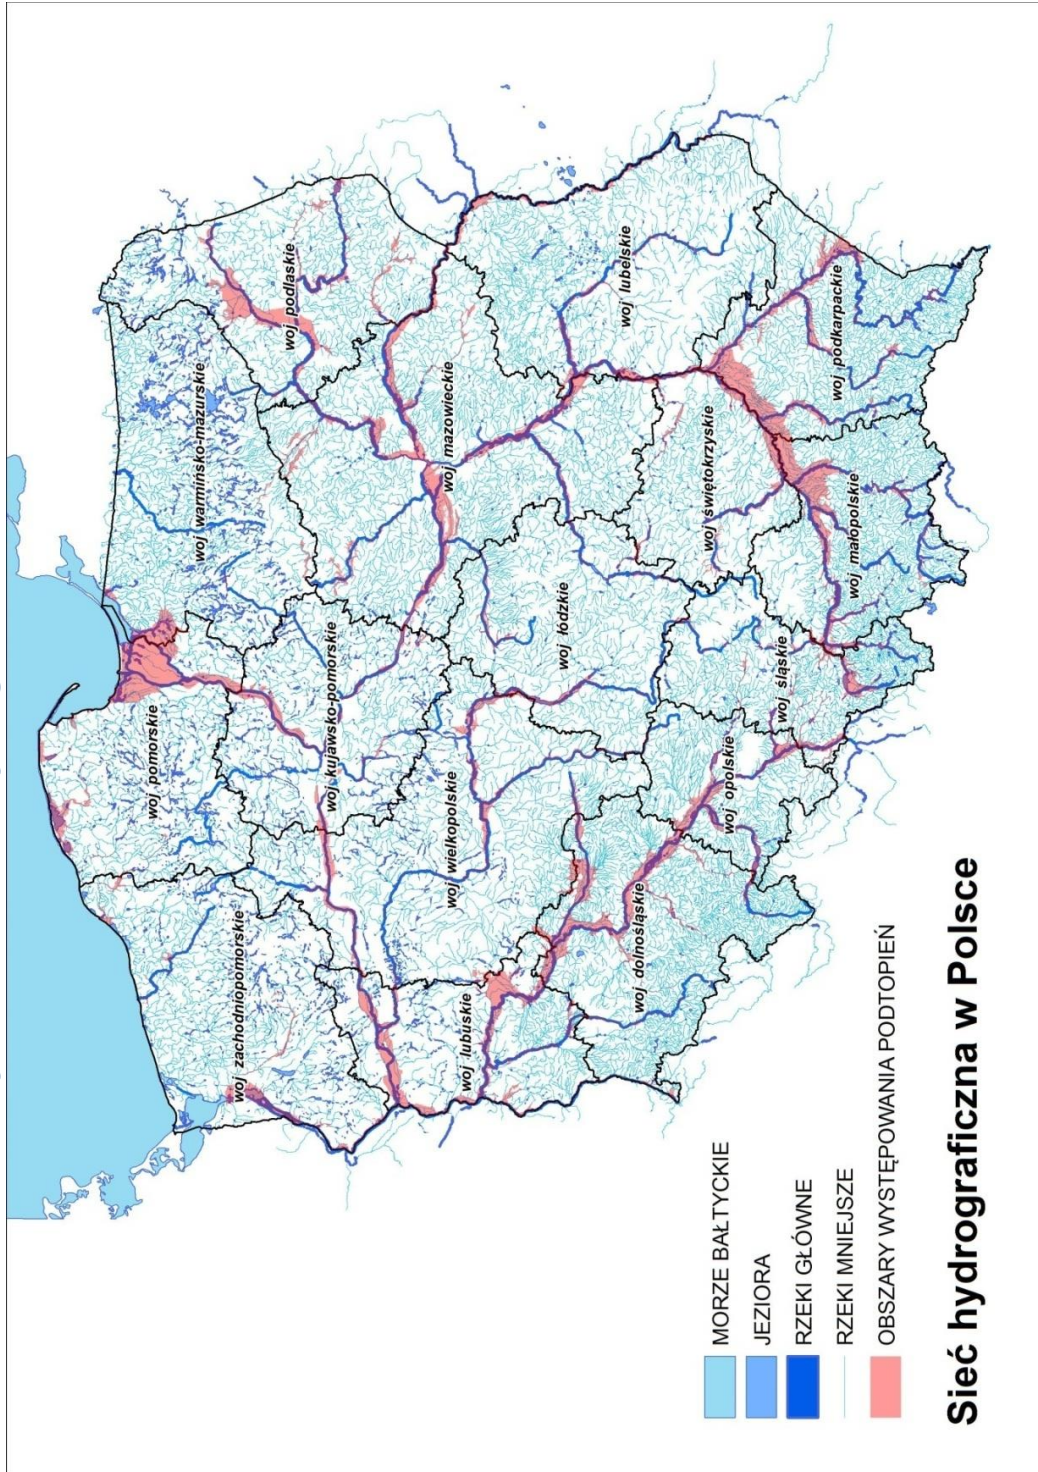 woj pomorskie
woj warmińsko-mazurskie
woj zachodniopomorskie
woj podlaskie
woj kujawsko-pomorskie
woj mazowieckie
woj wielkopolskie
woj lubuskie
woj łódzkie
woj lubelskie
woj dolnośląskie
woj opolskie
woj śląskie
woj świętokrzyskie
woj małopolskie
woj podkarpackie
MORZE BAŁTYCKIE
JEZIORA
RZEKI GŁÓWNE
RZEKI MNIEJSZE
OBSZARY WYSTĘPOWANIA PODTOPIEŃ
Sieć hydrograficzna w Polsce